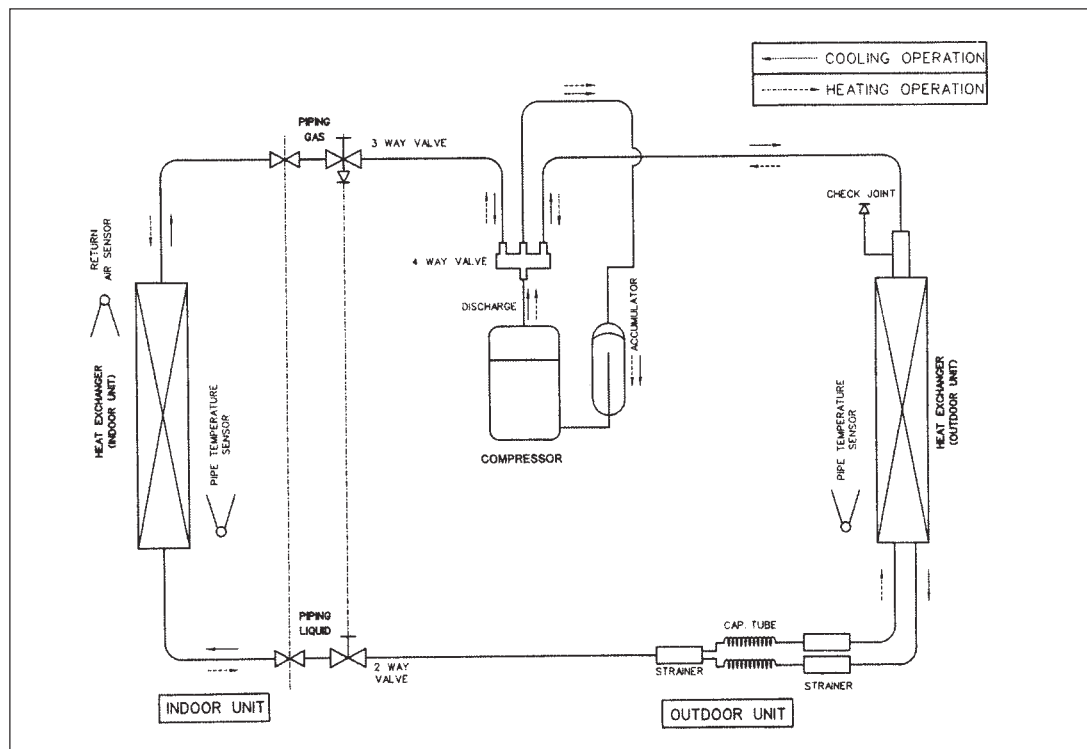 COOLING OPERATION
HEATING OPERATION
PIPING
GAS
3 WAY VALVE
CHECK JOINT
RETURN
AIR SENSOR
4 WAY VALVE
DISCHARGE
ACCUMULATOR
HEAT EXCHANGER
(INDOOR UNIT)
PIPE TEMPERATURE
SENSOR
COMPRESSOR
PIPE TEMPERATURE
SENSOR
HEAT EXCHANGER
(OUTDOOR UNIT)
PIPING
LIQUID
2 WAY
VALVE
CAP. TUBE
STRAINER
STRAINER
INDOOR UNIT
OUTDOOR UNIT